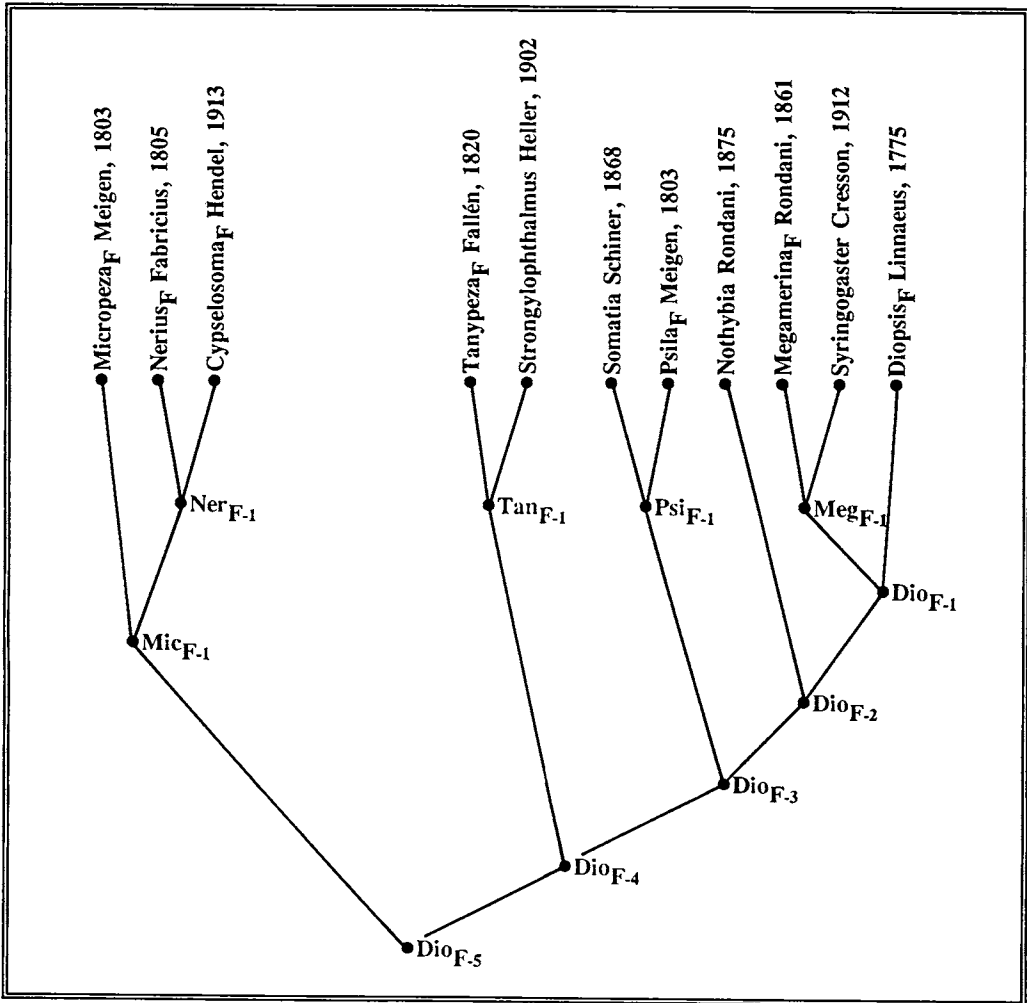 Micropeza_F Meigen, 1803
Nerius_F Fabricius, 1805
Cypselosoma_F Hendel, 1913
Tanypeza_F Fallén, 1820
Strongylophthalmus Heller, 1902
Somatia Schiner, 1868
Psila_F Meigen, 1803
Nothybia Rondani, 1875
Megamerina_F Rondani, 1861
Syringogaster Cresson, 1912
Diopsis_F Linnaeus, 1775
Ner_F-1
Tan_F-1
Psi_F-1
Meg_F-1
Dio_F-1
Mic_F-1
Dio_F-2
Dio_F-3
Dio_F-4
Dio_F-5